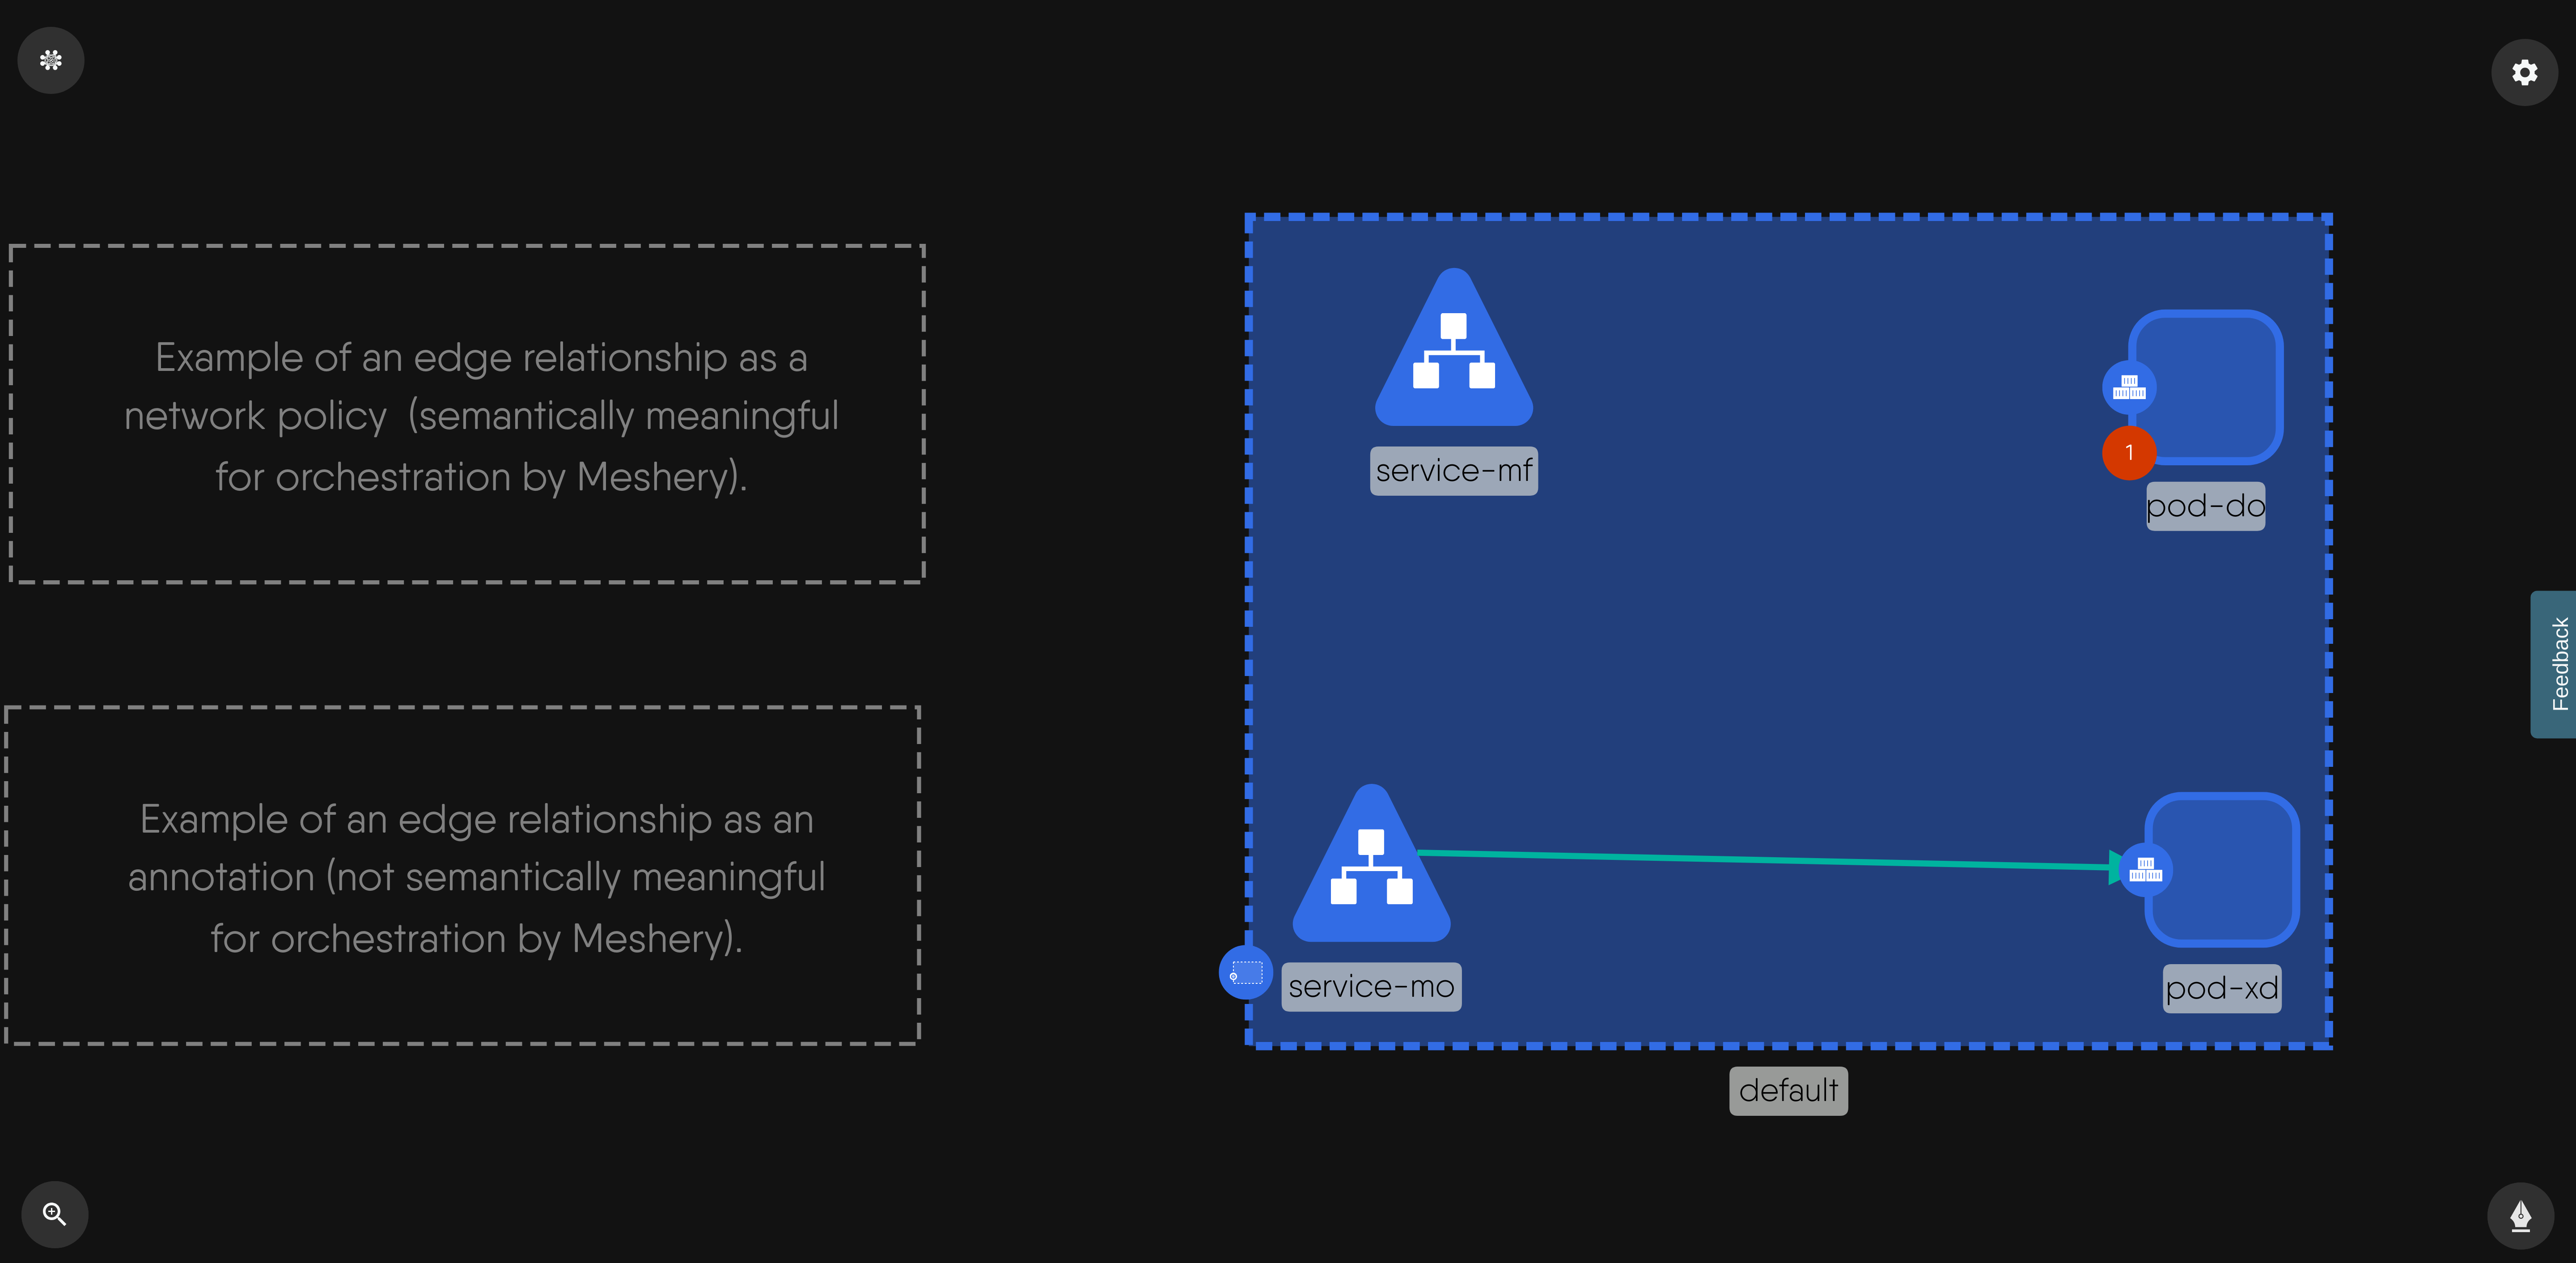 Example of an edge relationship as a
network policy  (semantically meaningful
for orchestration by Meshery).
Example of an edge relationship as an
annotation (not semantically meaningful
for orchestration by Meshery).
service-mf
1
pod-do
service-mo
pod-xd
default
Feedback